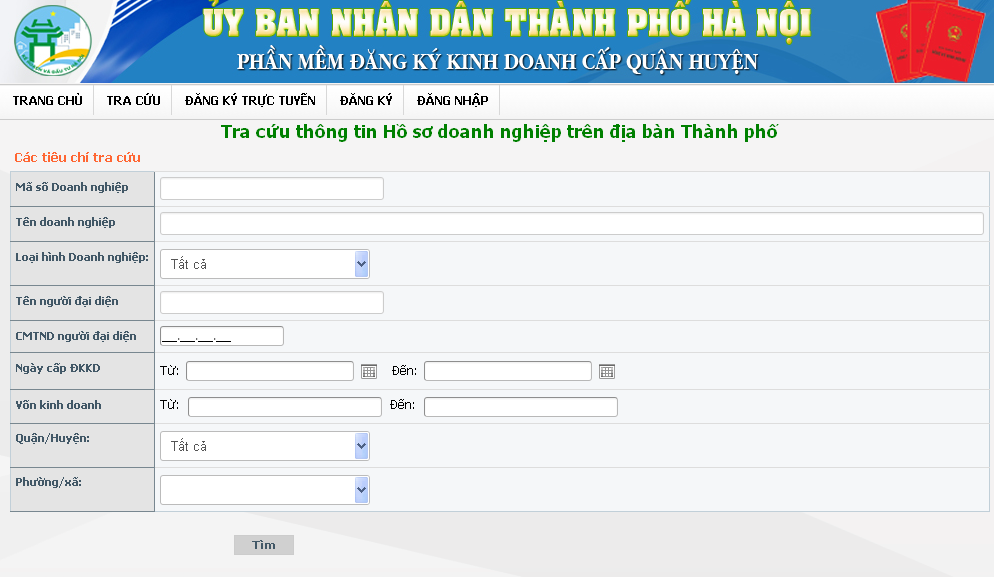 ỦY BAN NHÂN DÂN THÀNH PHỐ HÀ NỘI
PHẦN MỀM ĐĂNG KÝ KINH DOANH CẤP QUẬN HUYỆN
TRANG CHỦ TRA CỨU ĐĂNG KÝ TRỰC TUYẾN ĐĂNG KÝ ĐĂNG NHẬP
Tra cứu thông tin Hồ sơ doanh nghiệp trên địa bàn Thành phố
Các tiêu chí tra cứu
Mã số Doanh nghiệp
Tên doanh nghiệp
Loại hình Doanh nghiệp: Tất cả
Tên người đại diện
CMTND người đại diện __.__.__.__
Ngày cấp ĐKKD Từ: Đến:
Vốn kinh doanh Từ: Đến:
Quận/Huyện: Tất cả
Phường/xã:
Tìm